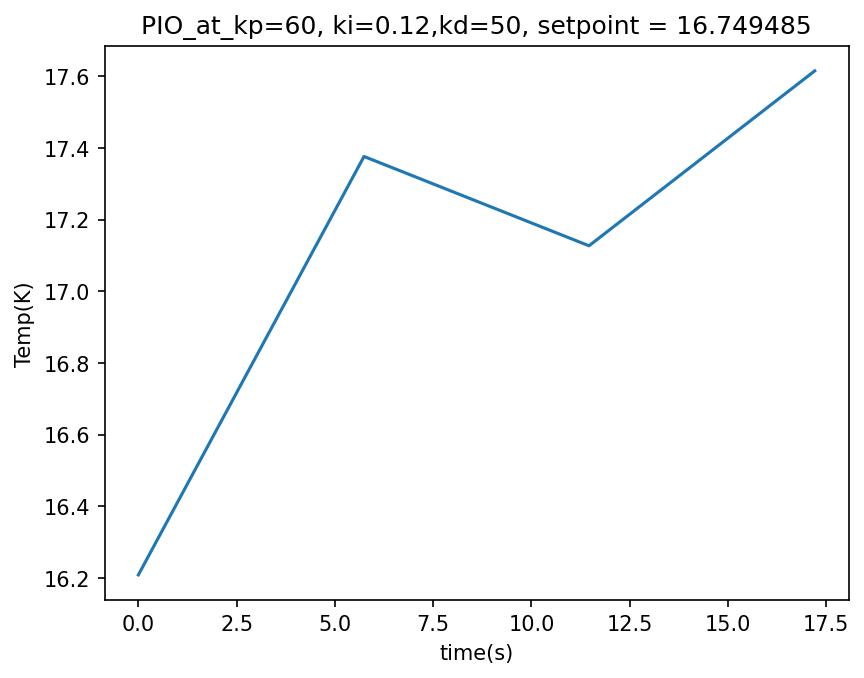 PIO_at_kp=60, ki=0.12,kd=50, setpoint = 16.749485
17.6
17.4
17.2
17.0
16.8
16.6
16.4
16.2
Temp(K)
0.0 2.5 5.0 7.5 10.0 12.5 15.0 17.5
time(s)